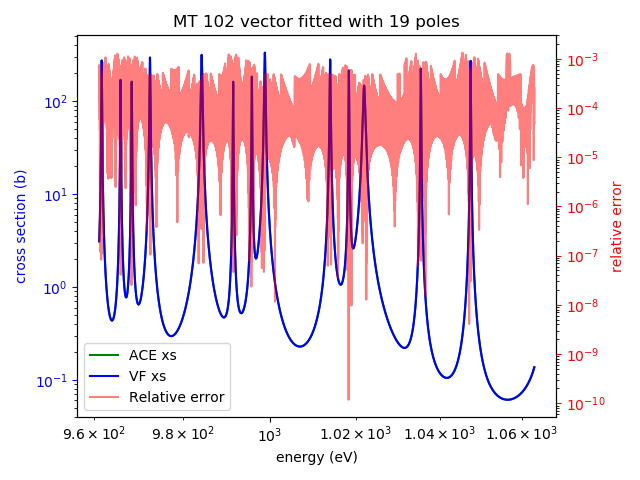 MT 102 vector fitted with 19 poles
cross section (b)
10²
10¹
10⁰
10⁻¹
10⁻³
10⁻⁴
10⁻⁵
10⁻⁶
10⁻⁷
10⁻⁸
10⁻⁹
10⁻¹⁰
relative error
ACE xs
VF xs
Relative error
9.6 × 10² 9.8 × 10² 10³ 1.02 × 10³ 1.04 × 10³ 1.06 × 10³
energy (eV)